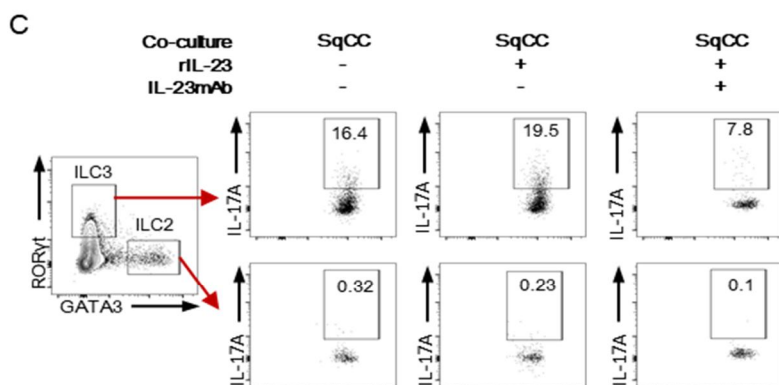 C
Co-culture SqCC SqCC SqCC
rIL-23 - + +
IL-23mAb - - +
ILC3
ILC2
RORγt
GATA3
IL-17A 16.4 IL-17A 19.5 IL-17A 7.8
IL-17A 0.32 IL-17A 0.23 IL-17A 0.1